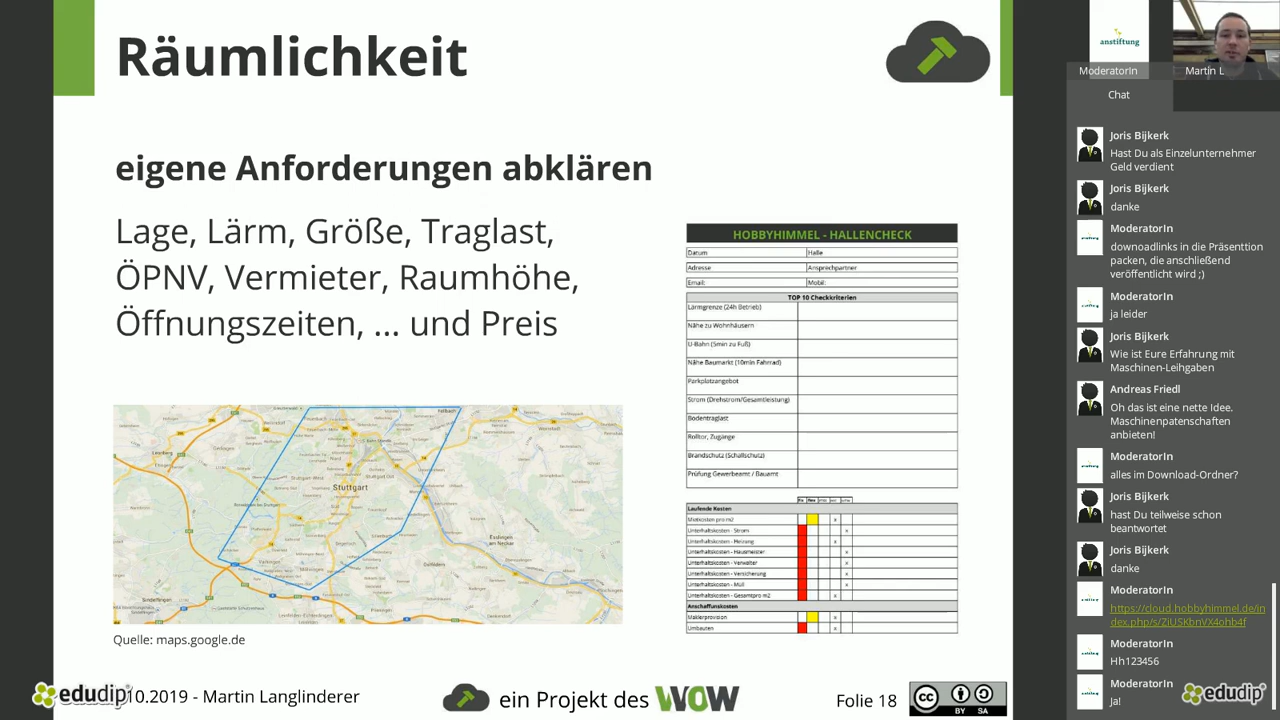 Räumlichkeit
eigene Anforderungen abklären
Lage, Lärm, Größe, Traglast,
ÖPNV, Vermieter, Raumhöhe,
Öffnungszeiten, ... und Preis
Stuttgart
Quelle: maps.google.de
HOBBYHIMMEL - HALLENCHECK
Datum Halle
Adresse Ansprechpartner
Email: Mobil:
TOP 10 Checkkriterien
Lärmgrenze (24h Betrieb)
Nähe zu Wohnhäusern
U-Bahn (5min zu Fuß)
Nähe Baumarkt (10min Fahrrad)
Parkplatzangebot
Strom (Drehstrom/Gesamtleistung)
Bodentraglast
Rolltor, Zugänge
Brandschutz (Schallschutz)
Prüfung Gewerbeamt / Bauamt
Laufende Kosten
Mietkosten pro m2
Unterhaltskosten - Strom
Unterhaltskosten - Heizung
Unterhaltskosten - Hausmeister
Unterhaltskosten - Verwalter
Unterhaltskosten - Versicherung
Unterhaltskosten - Müll
Unterhaltskosten - Gesamt pro m2
Anschaffunskosten
Maklerprovision
Umbauten
edudip
.10.2019 - Martin Langlinderer
ein Projekt des WOW
Folie 18
CC BY SA
anstiftung
ModeratorIn
Martin L
Chat
Joris Bijkerk
Hast Du als Einzelunternehmer
Geld verdient
Joris Bijkerk
danke
ModeratorIn
downoadlinks in die Präsenttion
packen, die anschließend
veröffentlicht wird ;)
ModeratorIn
ja leider
Joris Bijkerk
Wie ist Eure Erfahrung mit
Maschinen-Leihgaben
Andreas Friedl
Oh das ist eine nette Idee.
Maschinenpatenschaften
anbieten!
ModeratorIn
alles im Download-Ordner?
Joris Bijkerk
hast Du teilweise schon
beantwortet
Joris Bijkerk
danke
ModeratorIn
https://cloud.hobbyhimmel.de/in
dex.php/s/ZiUSKbnVX4ohb4f
ModeratorIn
Hh123456
ModeratorIn
Ja!
edudip